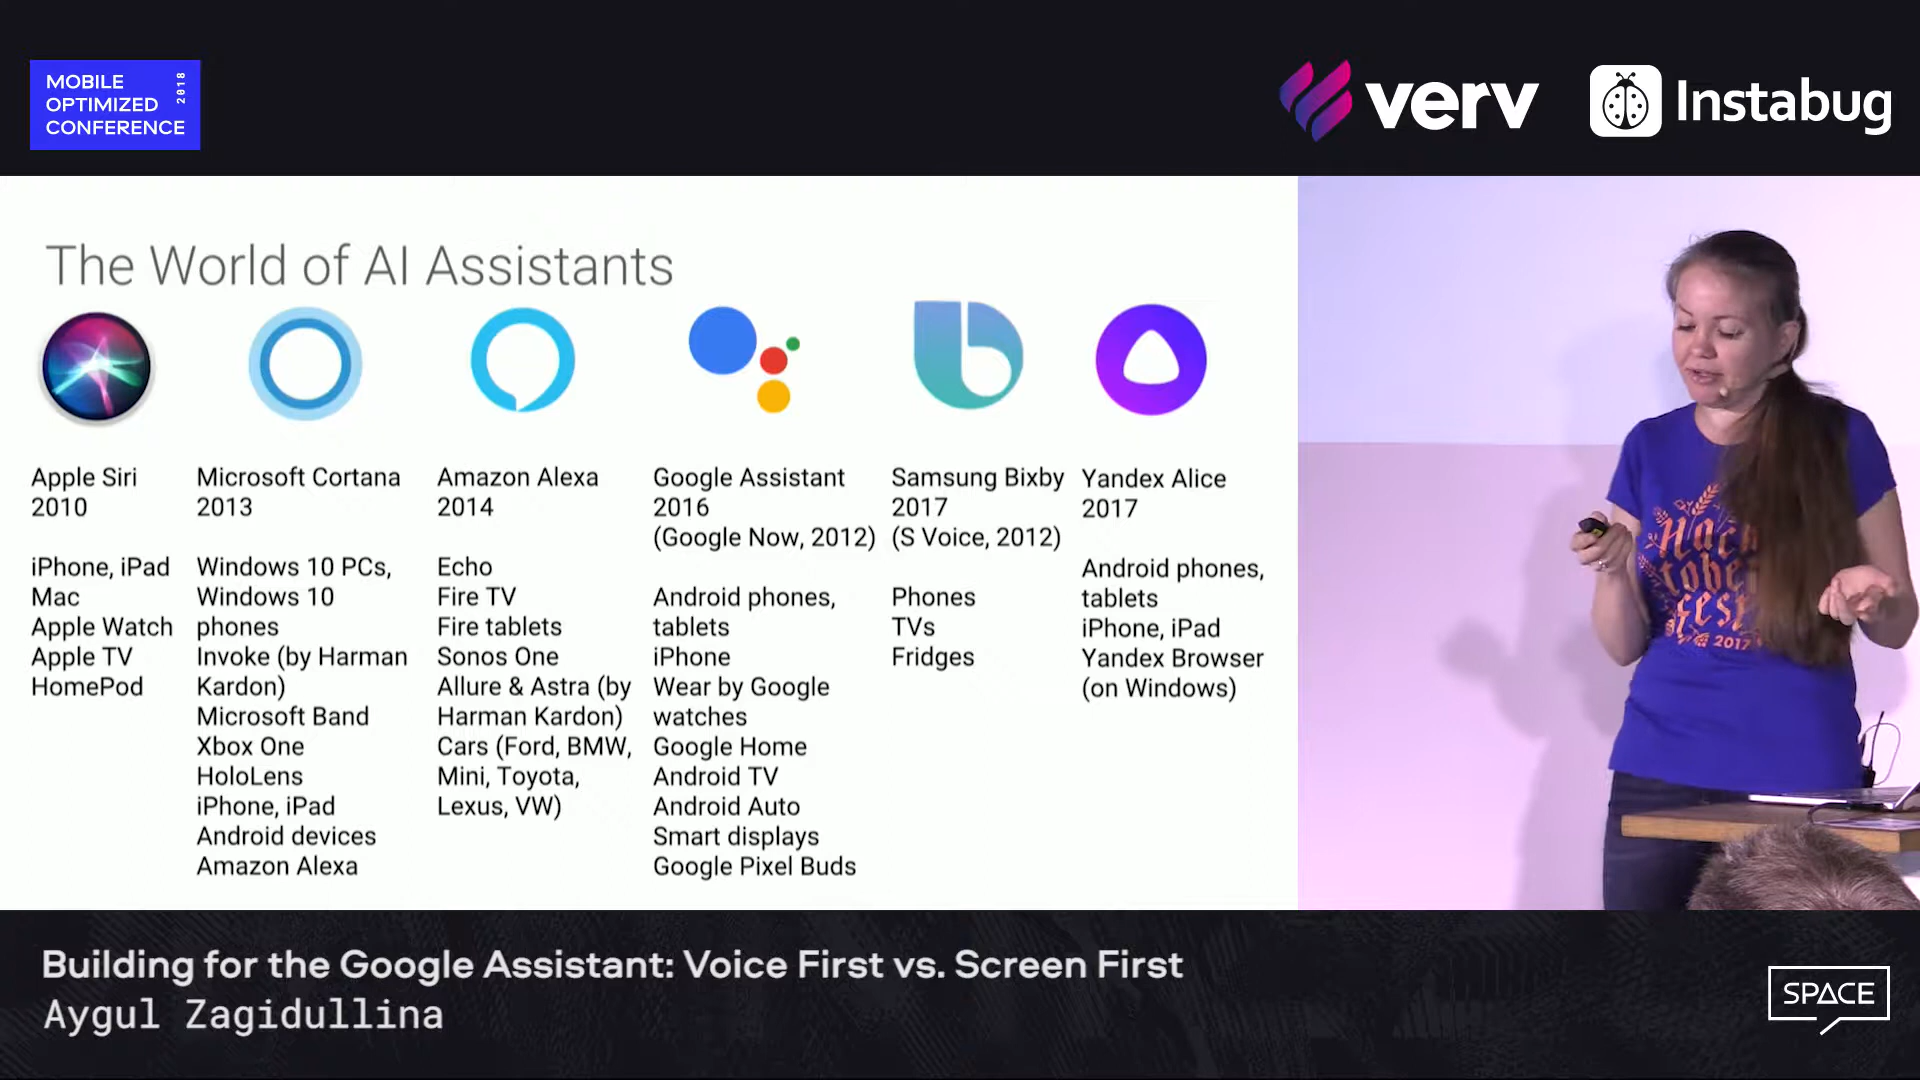 MOBILE
OPTIMIZED
CONFERENCE
2018
verv
Instabug
The World of AI Assistants
Apple Siri
2010
iPhone, iPad
Mac
Apple Watch
Apple TV
HomePod
Microsoft Cortana
2013
Windows 10 PCs,
Windows 10
phones
Invoke (by Harman
Kardon)
Microsoft Band
Xbox One
HoloLens
iPhone, iPad
Android devices
Amazon Alexa
Amazon Alexa
2014
Echo
Fire TV
Fire tablets
Sonos One
Allure & Astra (by
Harman Kardon)
Cars (Ford, BMW,
Mini, Toyota,
Lexus, VW)
Google Assistant
2016
(Google Now, 2012)
Android phones,
tablets
iPhone
Wear by Google
watches
Google Home
Android TV
Android Auto
Smart displays
Google Pixel Buds
Samsung Bixby
2017
(S Voice, 2012)
Phones
TVs
Fridges
Yandex Alice
2017
Android phones,
tablets
iPhone, iPad
Yandex Browser
(on Windows)
2017
Building for the Google Assistant: Voice First vs. Screen First
Aygul Zagidullina
SPACE